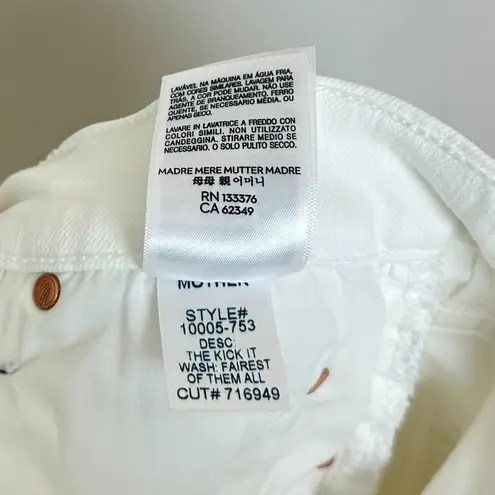 LAVÁVEL NA MÁQUINA EM ÁGUA FRIA,
COM CORES SIMILARES. LAVAGEM PARA
TRÁS, A COR PODE MUDAR. NÃO USAR
AGENTE DE BRANQUEAMENTO. FERRO
QUENTE, SE NECESSARIO MÉDIA. OU
APENAS SECO.
LAVARE IN LAVATRICE A FREDDO CON
COLORI SIMILI. NON UTILIZZATO
CANDEGGINA. STIRARE MEDIO SE
NECESSARIO. O SOLO PULITO SECCO.
MADRE MERE MUTTER MADRE
母母 親 어머니
RN 133376
CA 62349
MOTHER
STYLE#
10005-753
DESC:
THE KICK IT
WASH: FAIREST
OF THEM ALL
CUT# 716949